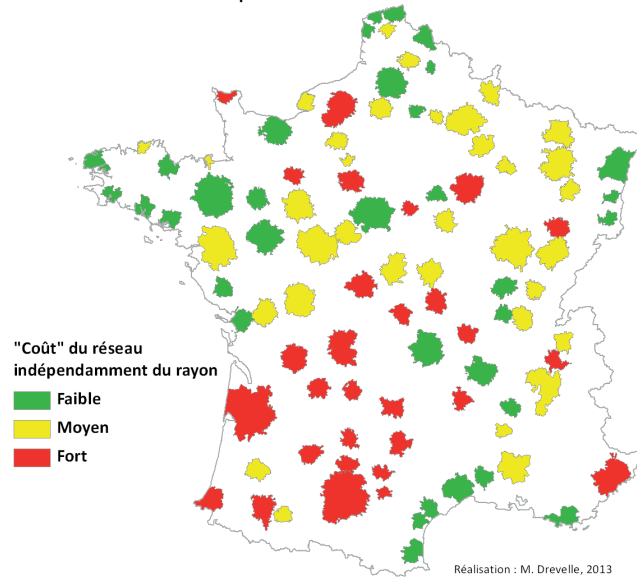 "Coût" du réseau
indépendamment du rayon
Faible
Moyen
Fort
Réalisation : M. Drevelle, 2013